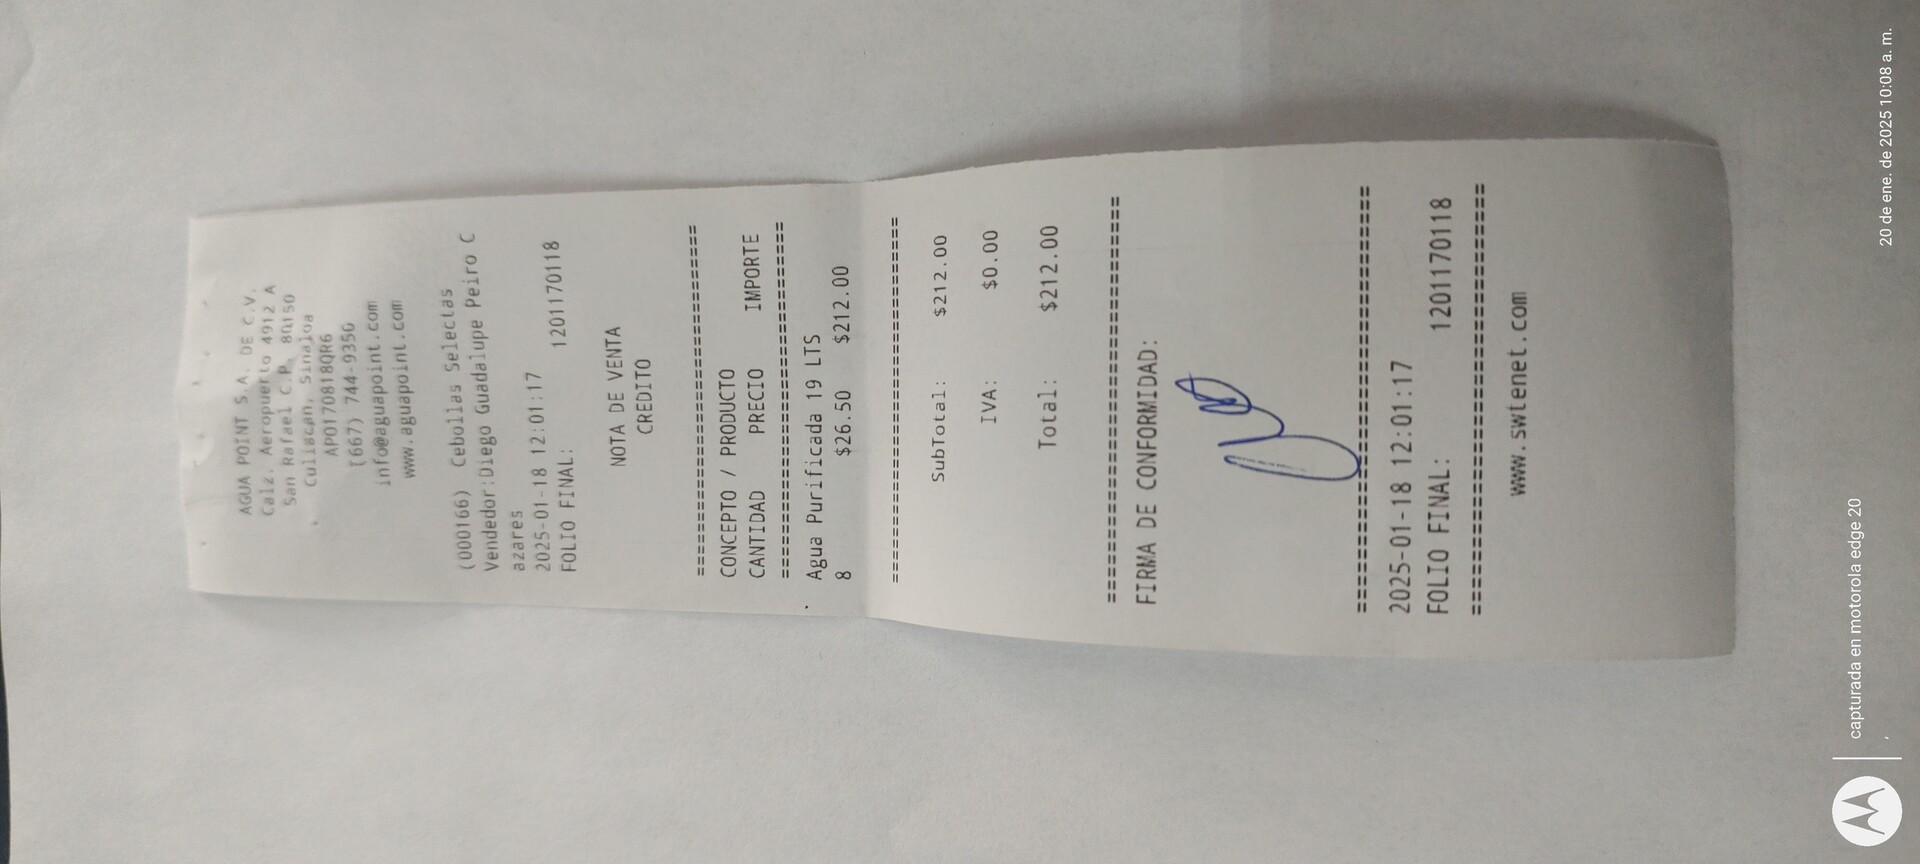 AGUA POINT S.A. DE C.V.
Calz. Aeropuerto 4912 A
San Rafael C.P. 80150
Culiacan, Sinaloa
APO170818QR6
(667) 744-9350
info@aguapoint.com
www.aguapoint.com
(000166) Cebollas Selectas
Vendedor:Diego Guadalupe Peiro C
azares
2025-01-18 12:01:17
FOLIO FINAL: 1201170118
NOTA DE VENTA
CREDITO
================================
CONCEPTO / PRODUCTO
CANTIDAD PRECIO IMPORTE
================================
Agua Purificada 19 LTS
8 $26.50 $212.00
================================
SubTotal: $212.00
IVA: $0.00
Total: $212.00
================================
FIRMA DE CONFORMIDAD:
================================
2025-01-18 12:01:17
FOLIO FINAL: 1201170118
================================
www.swtenet.com
capturada en motorola edge 20
20 de ene. de 2025 10:08 a. m.